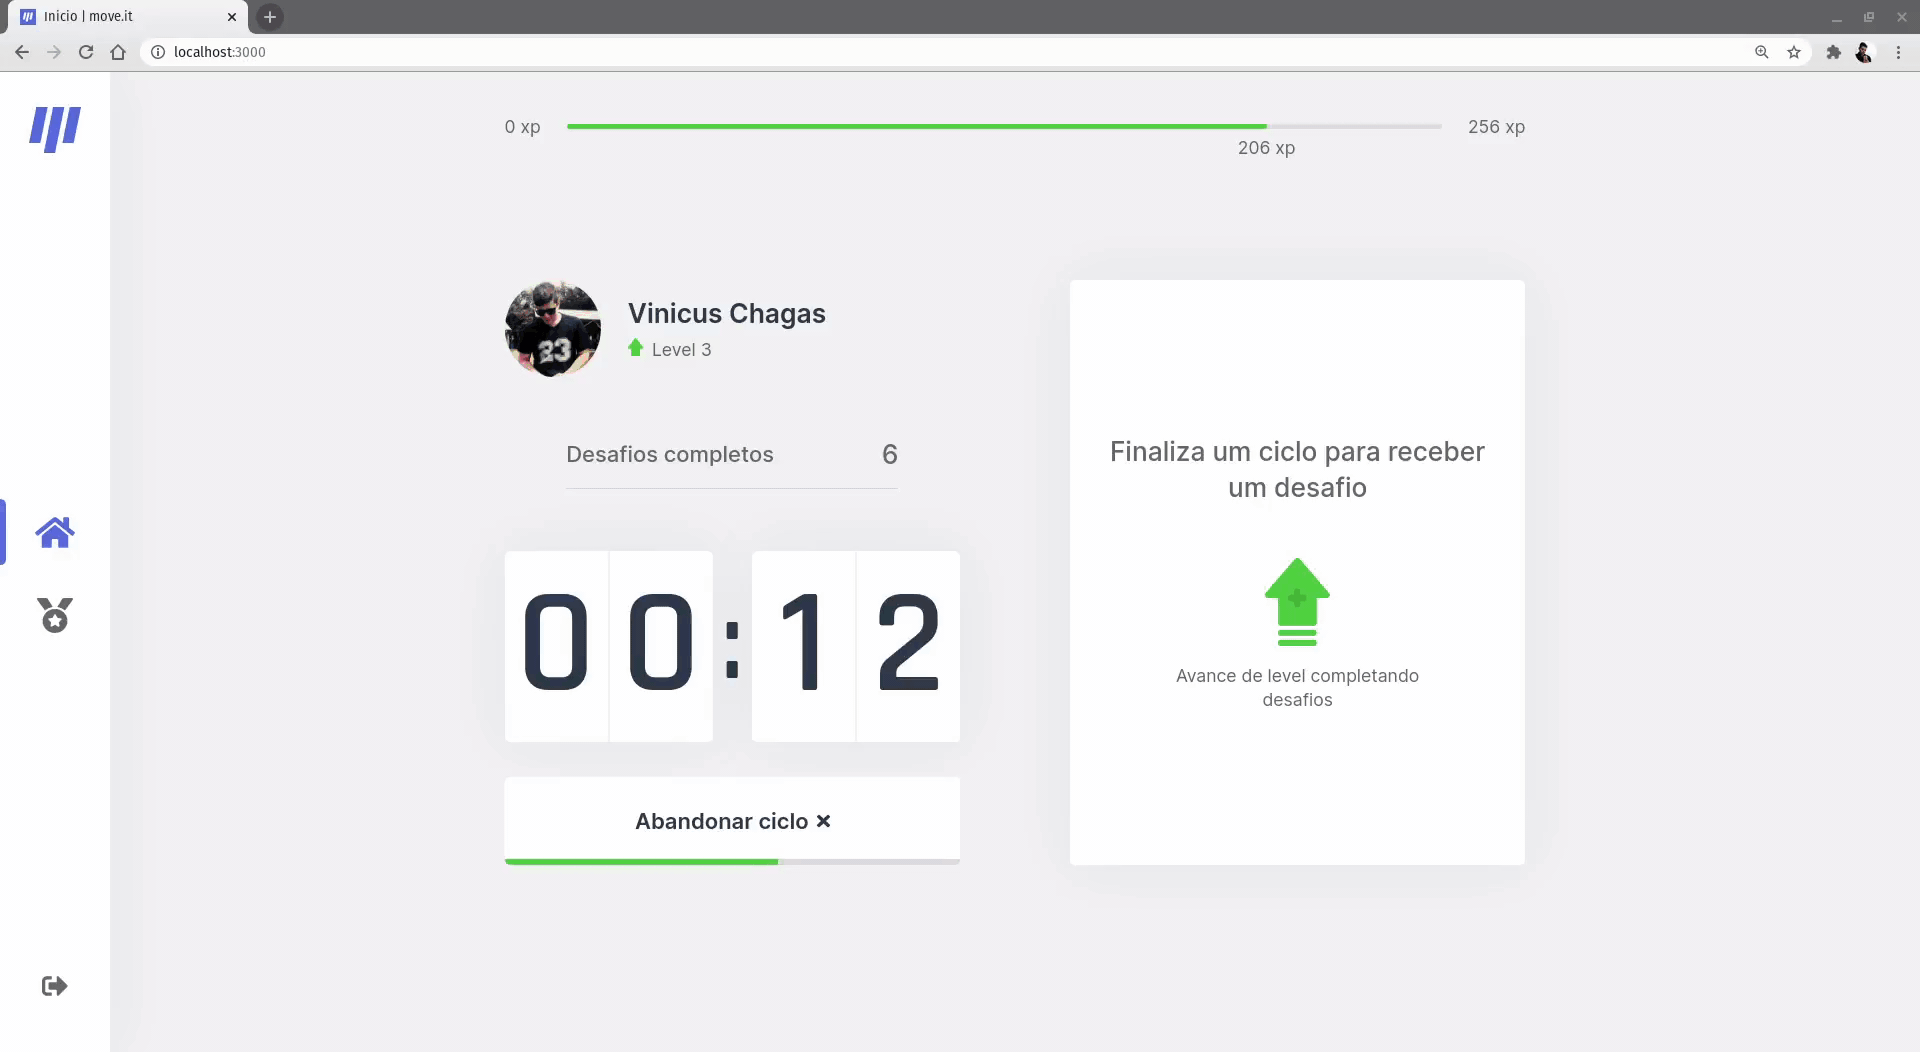 Inicio | move.it
localhost:3000
0 xp
256 xp
206 xp
Vinicus Chagas
Level 3
23
Desafios completos 6
00:12
Abandonar ciclo
Finaliza um ciclo para receber
um desafio
Avance de level completando
desafios